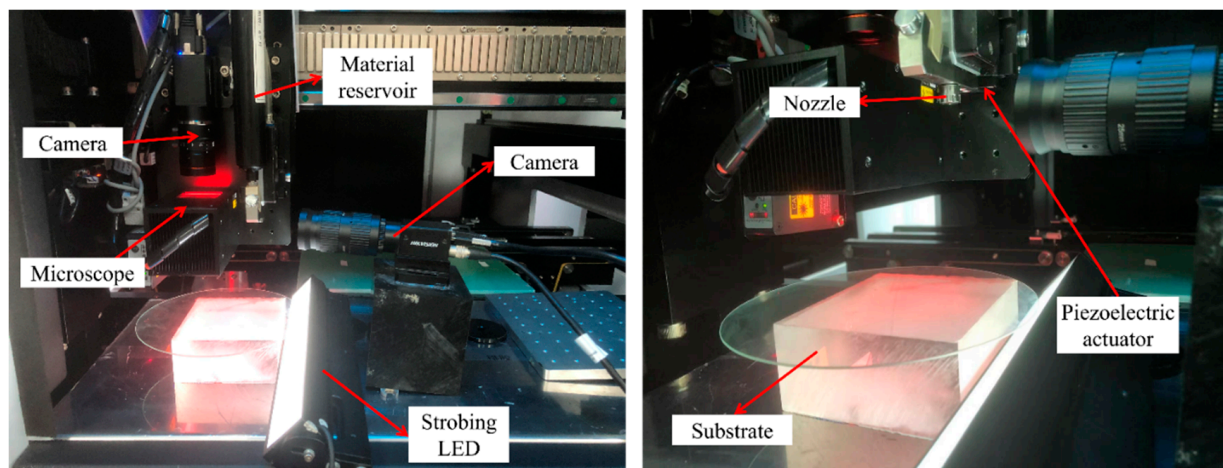 Material
reservoir
Camera
Camera
Microscope
Strobing
LED
Nozzle
Piezoelectric
actuator
Substrate